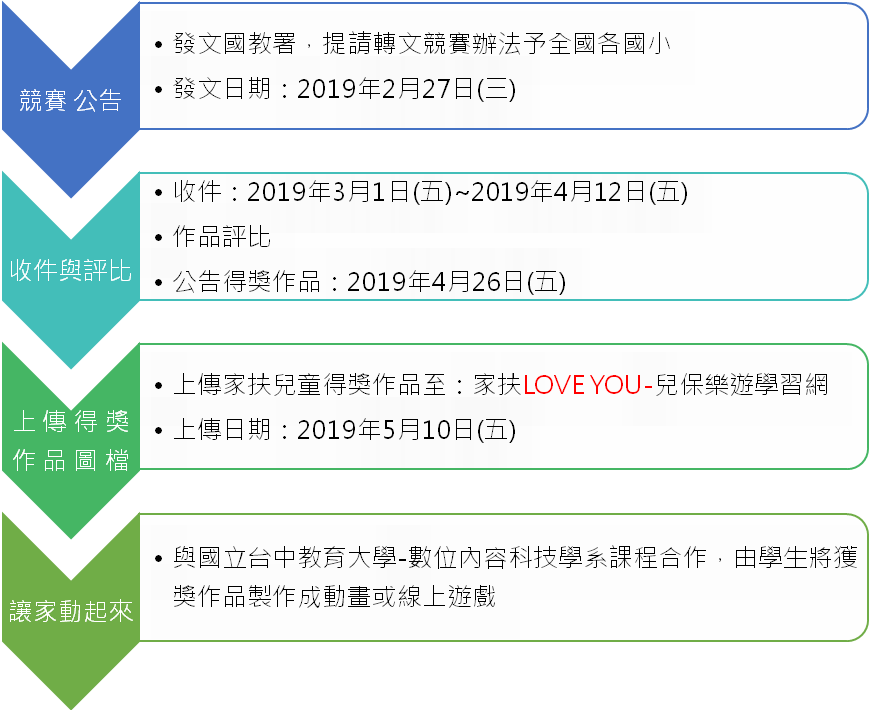 競賽 公告
• 發文國教署，提請轉文競賽辦法予全國各國小
• 發文日期：2019年2月27日(三)
收件與評比
• 收件：2019年3月1日(五)~2019年4月12日(五)
• 作品評比
• 公告得獎作品：2019年4月26日(五)
上傳得獎
作品圖檔
• 上傳家扶兒童得獎作品至：家扶LOVE YOU-兒保樂遊學習網
• 上傳日期：2019年5月10日(五)
讓家動起來
• 與國立台中教育大學-數位內容科技學系課程合作，由學生將獲
獎作品製作成動畫或線上遊戲